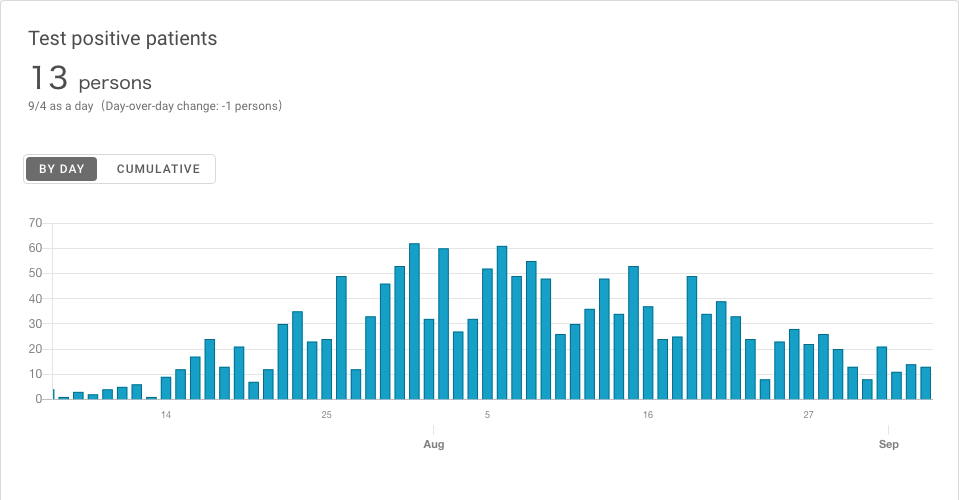 Test positive patients
13 persons
9/4 as a day（Day-over-day change: -1 persons）
BY DAY CUMULATIVE
70
60
50
40
30
20
10
0
14 25 5 16 27
Aug Sep